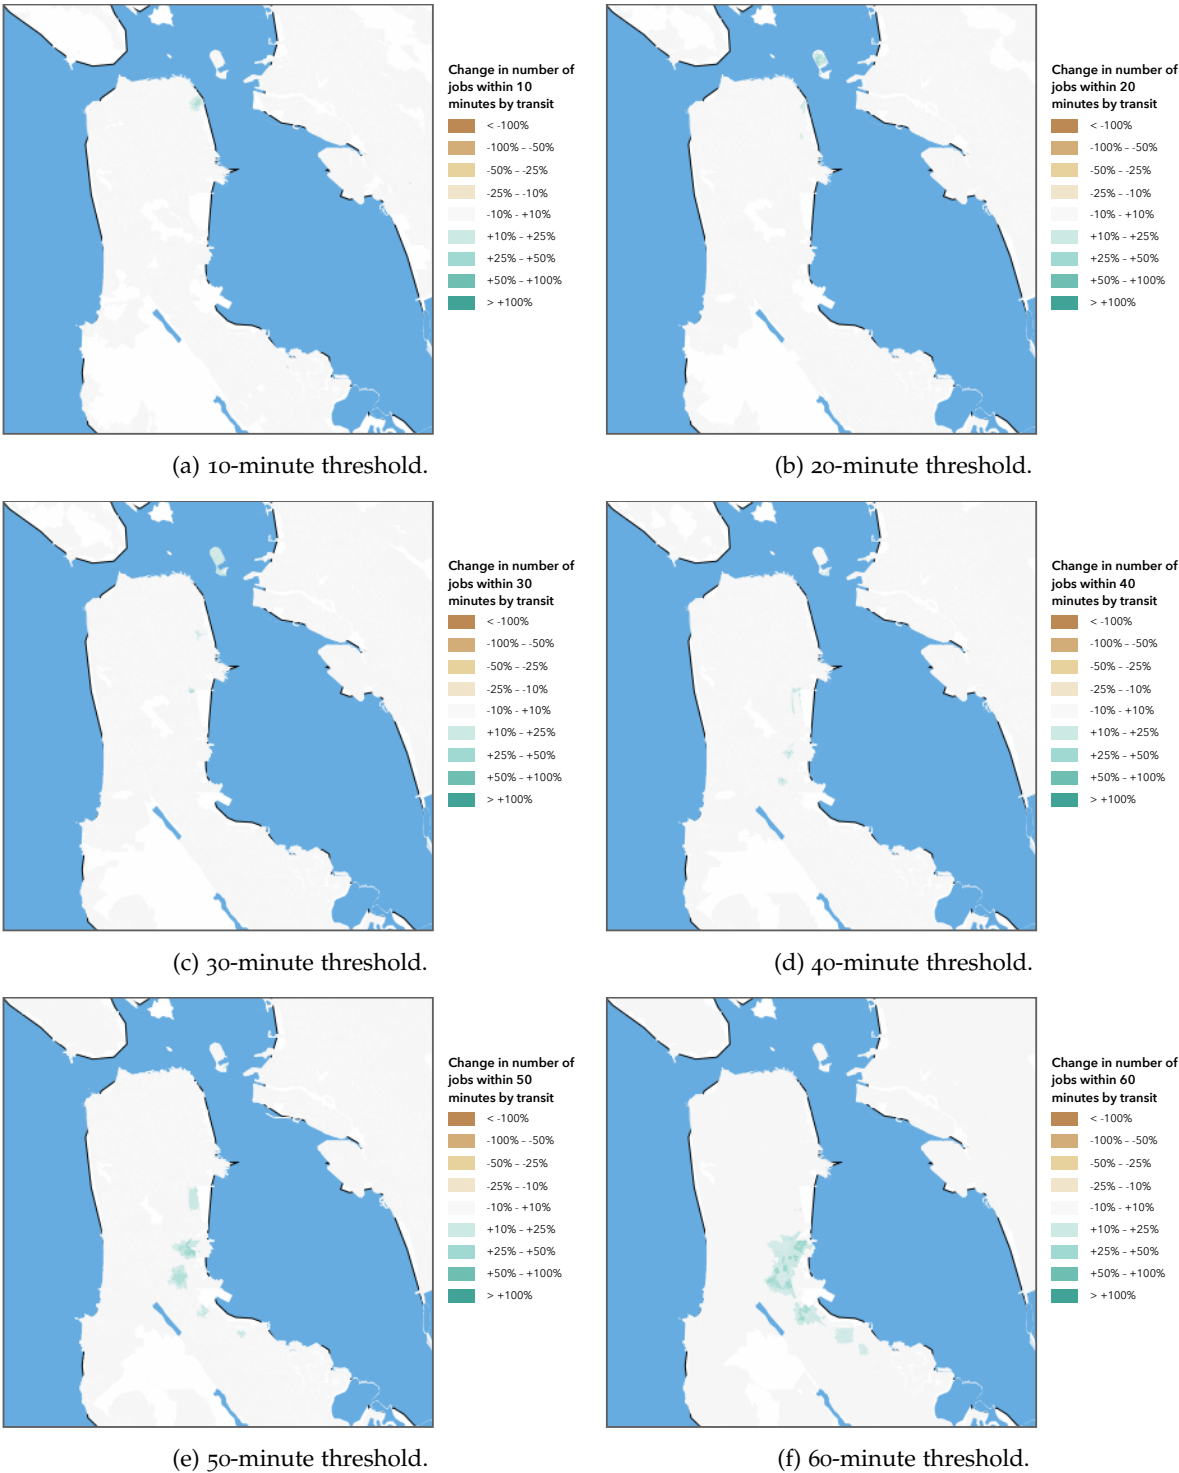 Change in number of
jobs within 10
minutes by transit
< -100%
-100% - -50%
-50% - -25%
-25% - -10%
-10% - +10%
+10% - +25%
+25% - +50%
+50% - +100%
> +100%
(a) 10-minute threshold.
Change in number of
jobs within 20
minutes by transit
< -100%
-100% - -50%
-50% - -25%
-25% - -10%
-10% - +10%
+10% - +25%
+25% - +50%
+50% - +100%
> +100%
(b) 20-minute threshold.
Change in number of
jobs within 30
minutes by transit
< -100%
-100% - -50%
-50% - -25%
-25% - -10%
-10% - +10%
+10% - +25%
+25% - +50%
+50% - +100%
> +100%
(c) 30-minute threshold.
Change in number of
jobs within 40
minutes by transit
< -100%
-100% - -50%
-50% - -25%
-25% - -10%
-10% - +10%
+10% - +25%
+25% - +50%
+50% - +100%
> +100%
(d) 40-minute threshold.
Change in number of
jobs within 50
minutes by transit
< -100%
-100% - -50%
-50% - -25%
-25% - -10%
-10% - +10%
+10% - +25%
+25% - +50%
+50% - +100%
> +100%
(e) 50-minute threshold.
Change in number of
jobs within 60
minutes by transit
< -100%
-100% - -50%
-50% - -25%
-25% - -10%
-10% - +10%
+10% - +25%
+25% - +50%
+50% - +100%
> +100%
(f) 60-minute threshold.